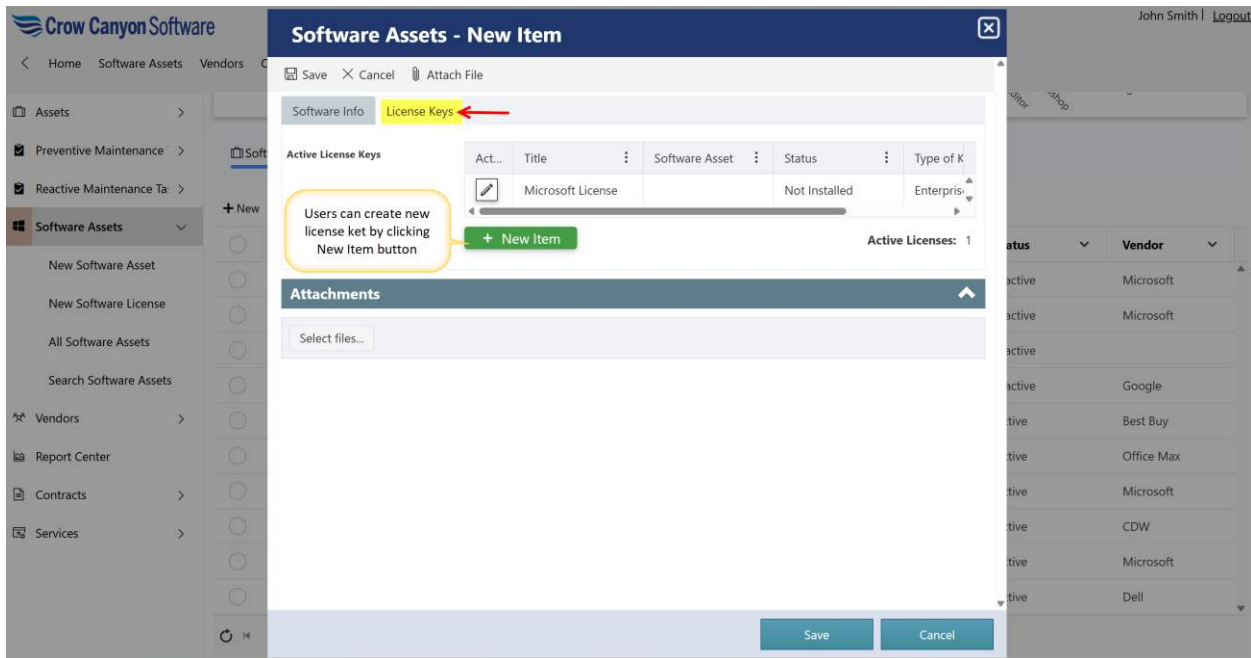 Crow Canyon Software
John Smith | Logout
Home Software Assets Vendors C
Assets
Preventive Maintenance
Reactive Maintenance Ta:
Software Assets
New Software Asset
New Software License
All Software Assets
Search Software Assets
Vendors
Report Center
Contracts
Services
Soft
+ New
Software Assets - New Item
Save Cancel Attach File
Software Info License Keys
Active License Keys
Act... Title Software Asset Status Type of K
Microsoft License Not Installed Enterpris
Users can create new
license ket by clicking
New Item button
+ New Item
Active Licenses: 1
Attachments
Select files...
Save Cancel
atus Vendor
active Microsoft
active Microsoft
active
active Google
tive Best Buy
tive Office Max
tive Microsoft
tive CDW
tive Microsoft
tive Dell